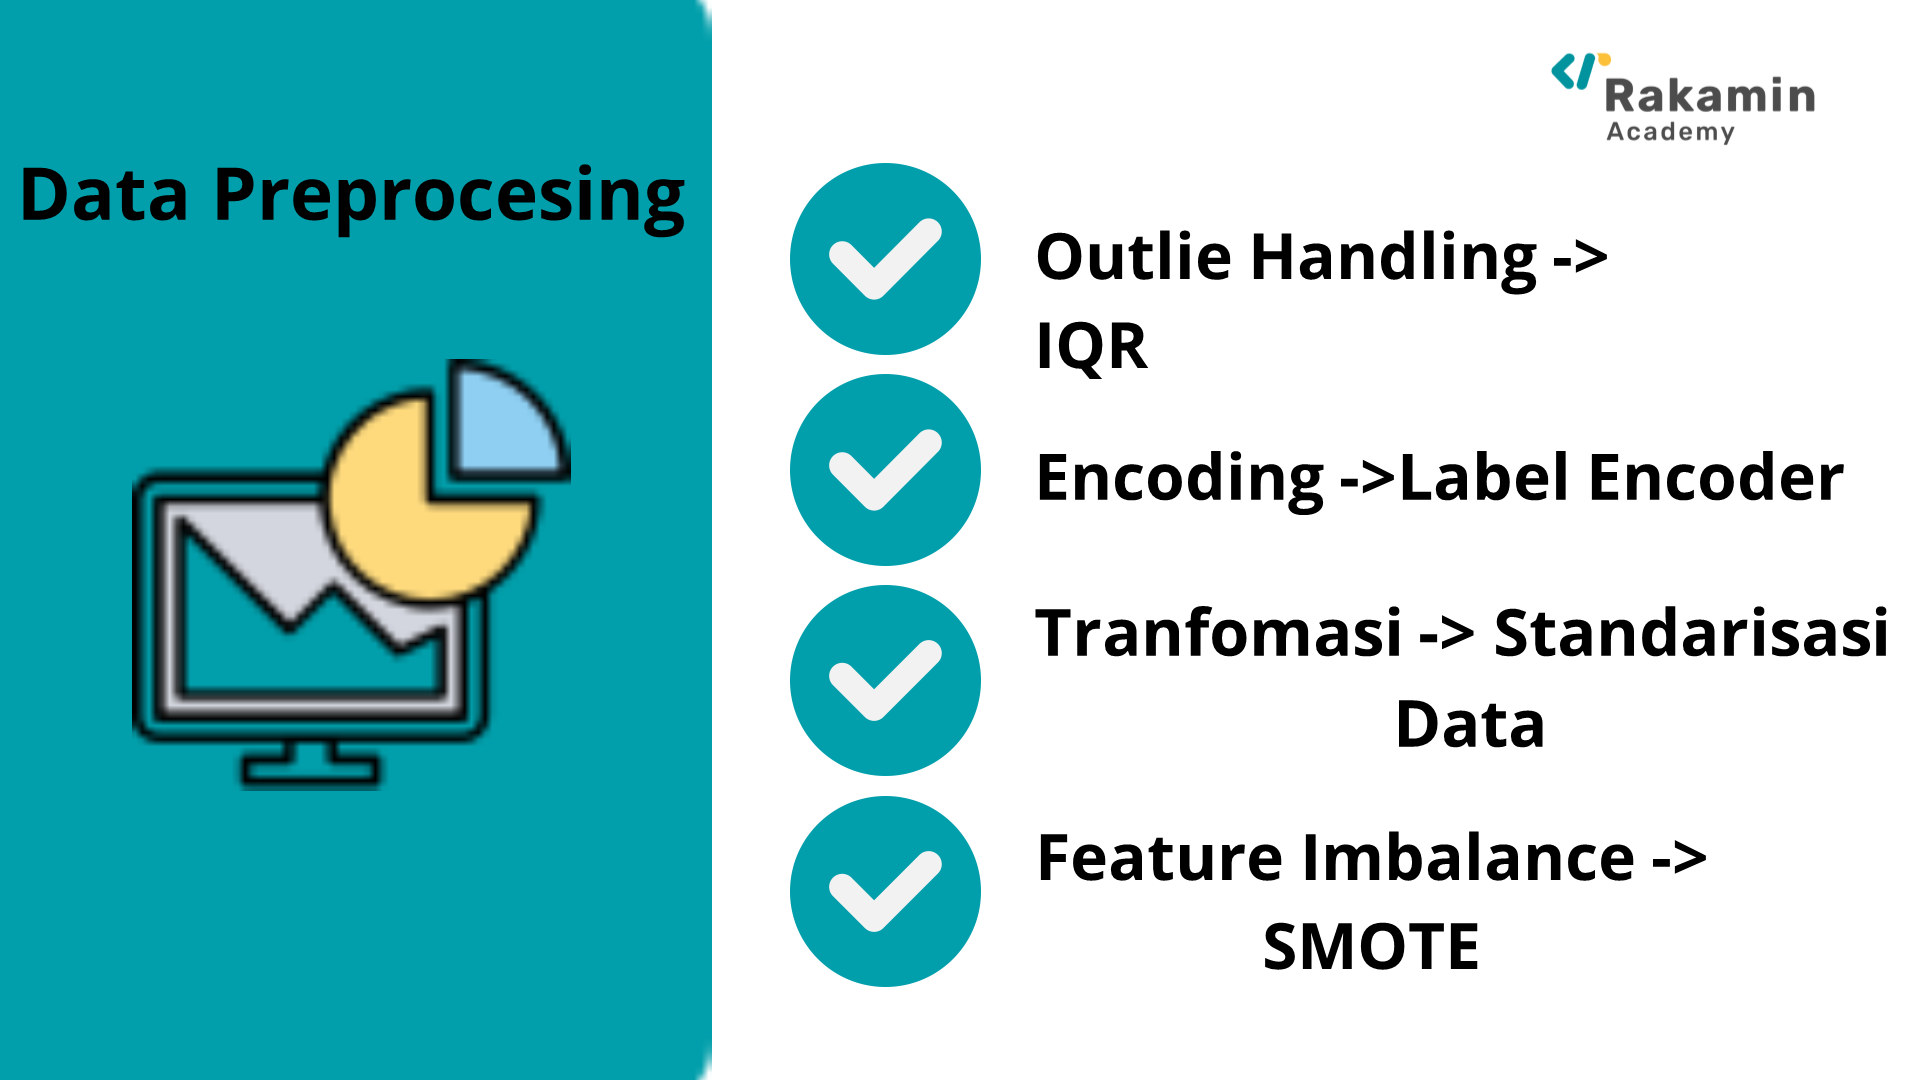 Rakamin
Academy
Data Preprocesing
Outlie Handling ->
IQR
Encoding ->Label Encoder
Tranfomasi -> Standarisasi
Data
Feature Imbalance ->
SMOTE